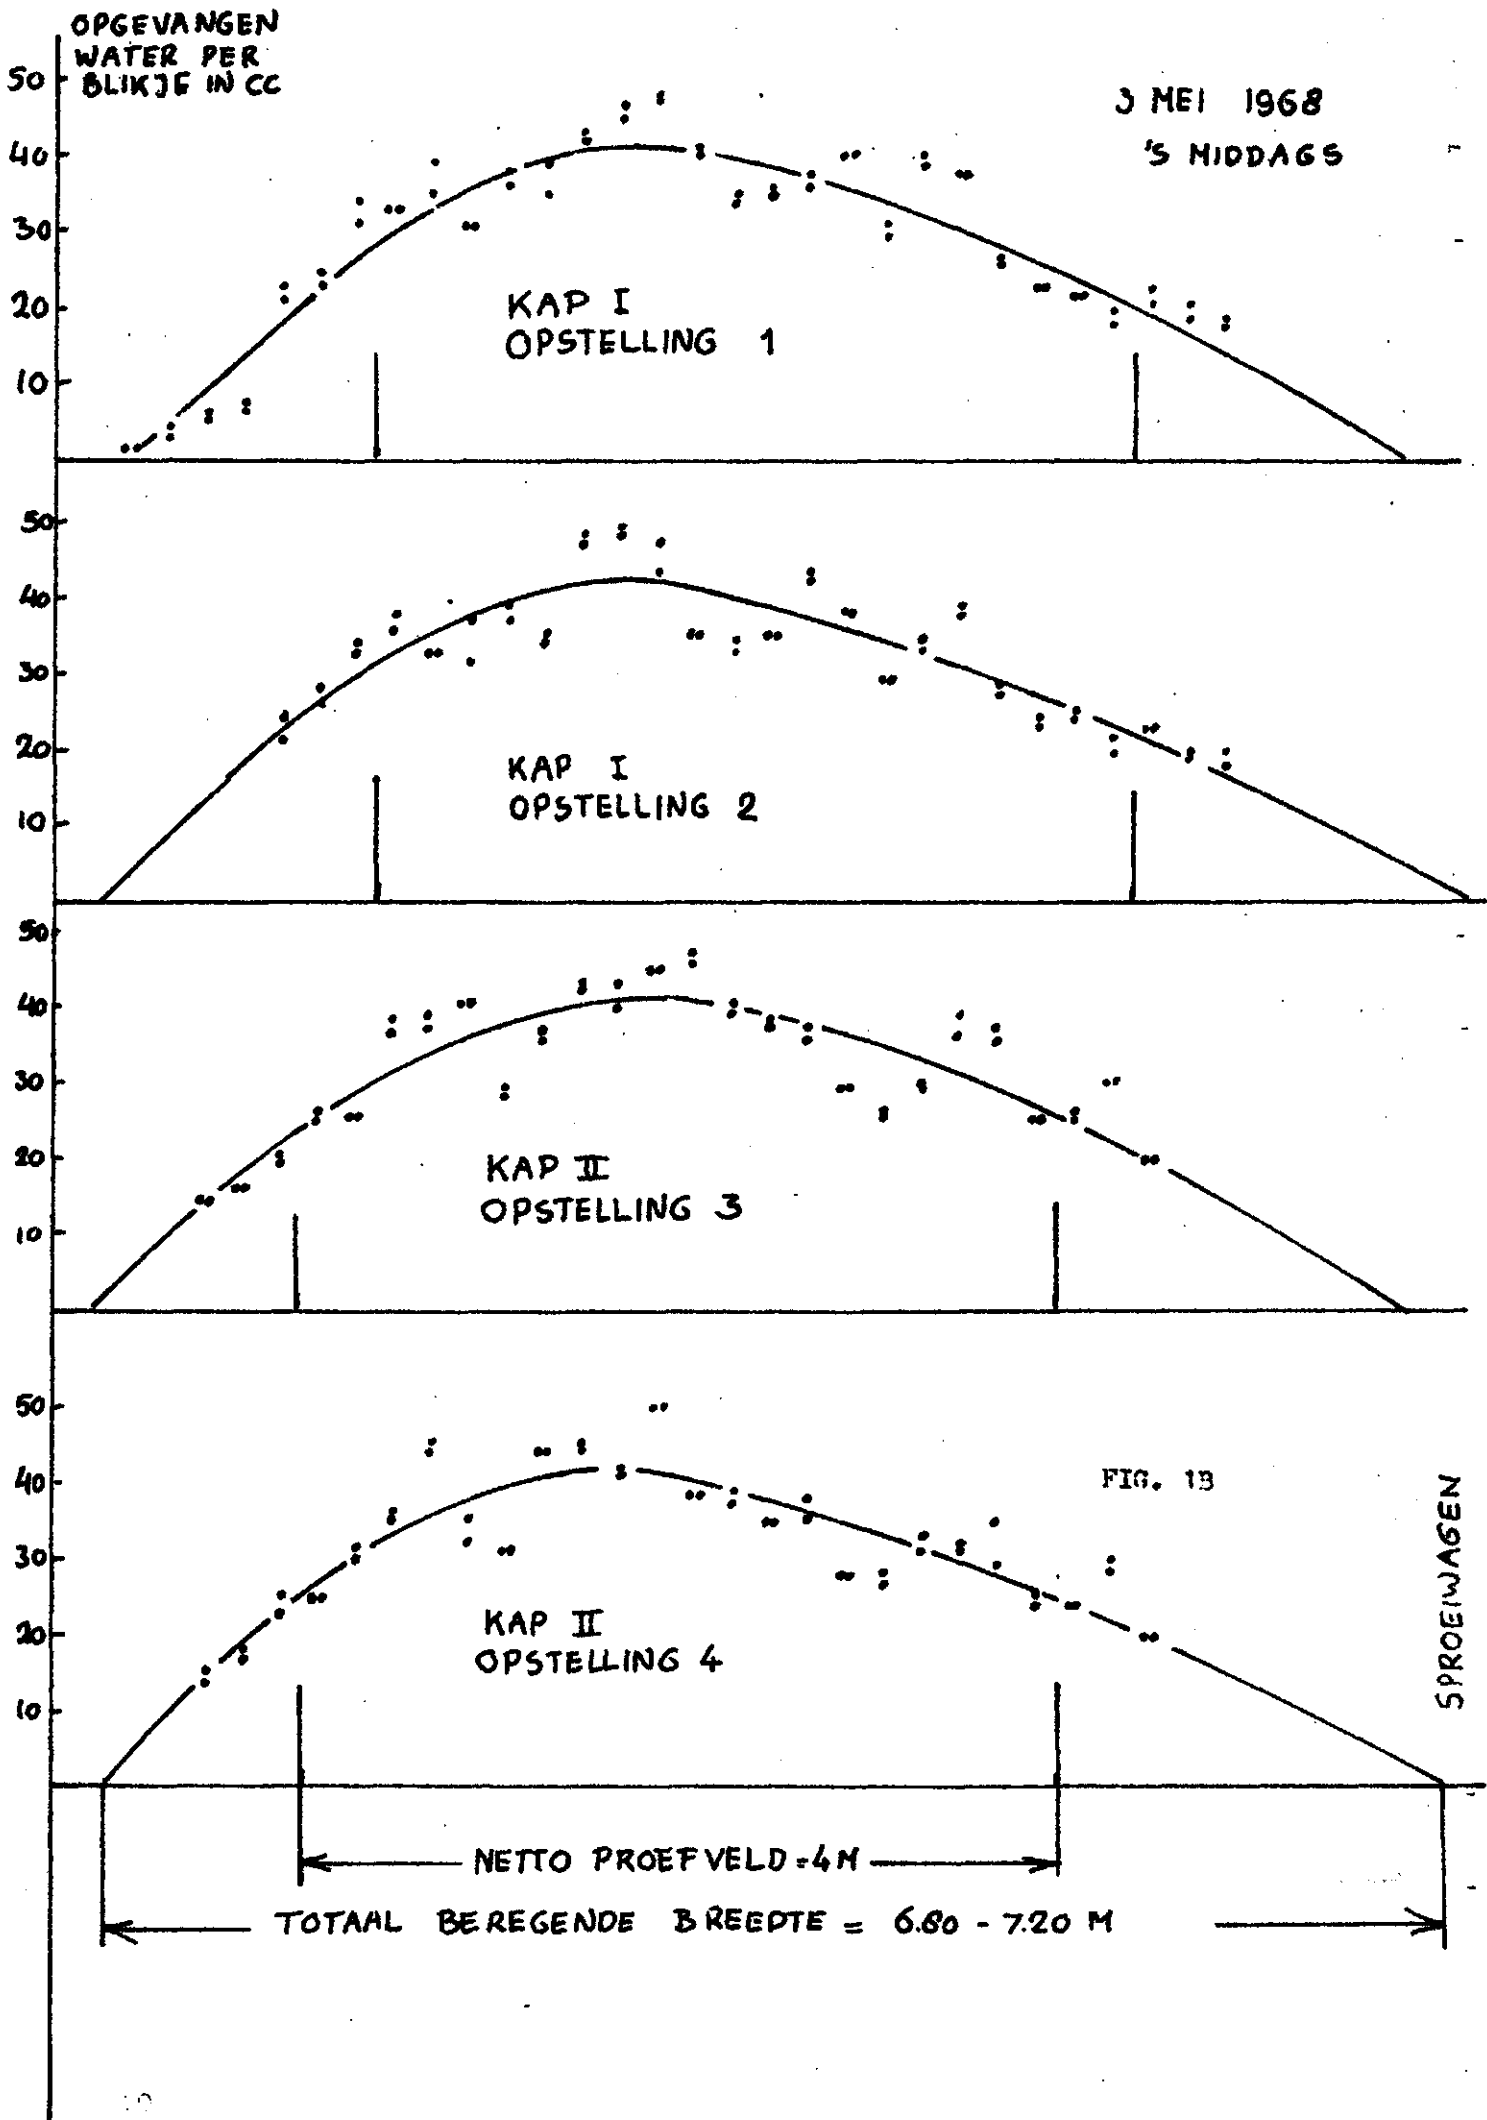 OPGEVANGEN
WATER PER
BLIKJE IN CC
3 MEI 1968
'S MIDDAGS
50
40
30
20
10
KAP I
OPSTELLING 1
50
40
30
20
10
KAP I
OPSTELLING 2
50
40
30
20
10
KAP II
OPSTELLING 3
50
40
30
20
10
KAP II
OPSTELLING 4
FIG. 1B
SPROEIWAGEN
NETTO PROEFVELD = 4 M
TOTAAL BEREGENDE BREEDTE = 6.80 - 7.20 M